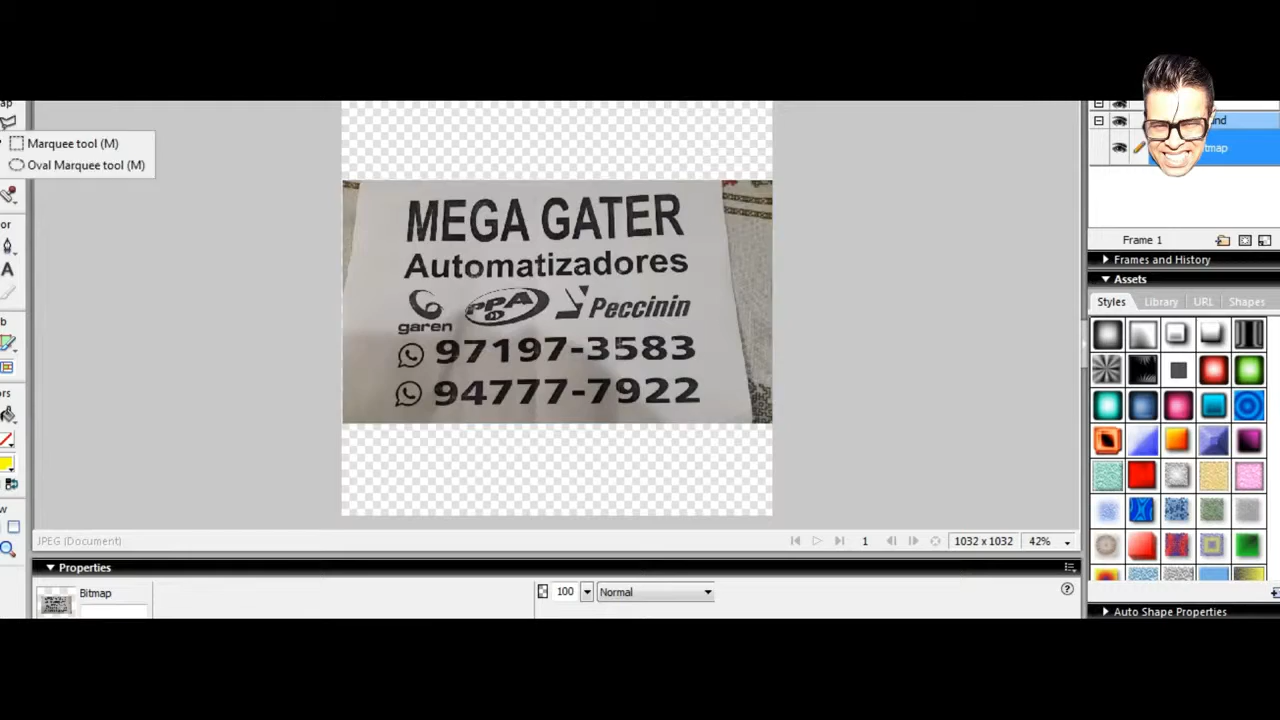 Marquee tool (M)
Oval Marquee tool (M)
MEGA GATER
Automatizadores
garen
PPA
Peccinin
97197-3583
94777-7922
Frame 1
Frames and History
Assets
Styles Library URL Shapes
JPEG (Document)
1
1032 x 1032
42%
Properties
Bitmap
100
Normal
Auto Shape Properties